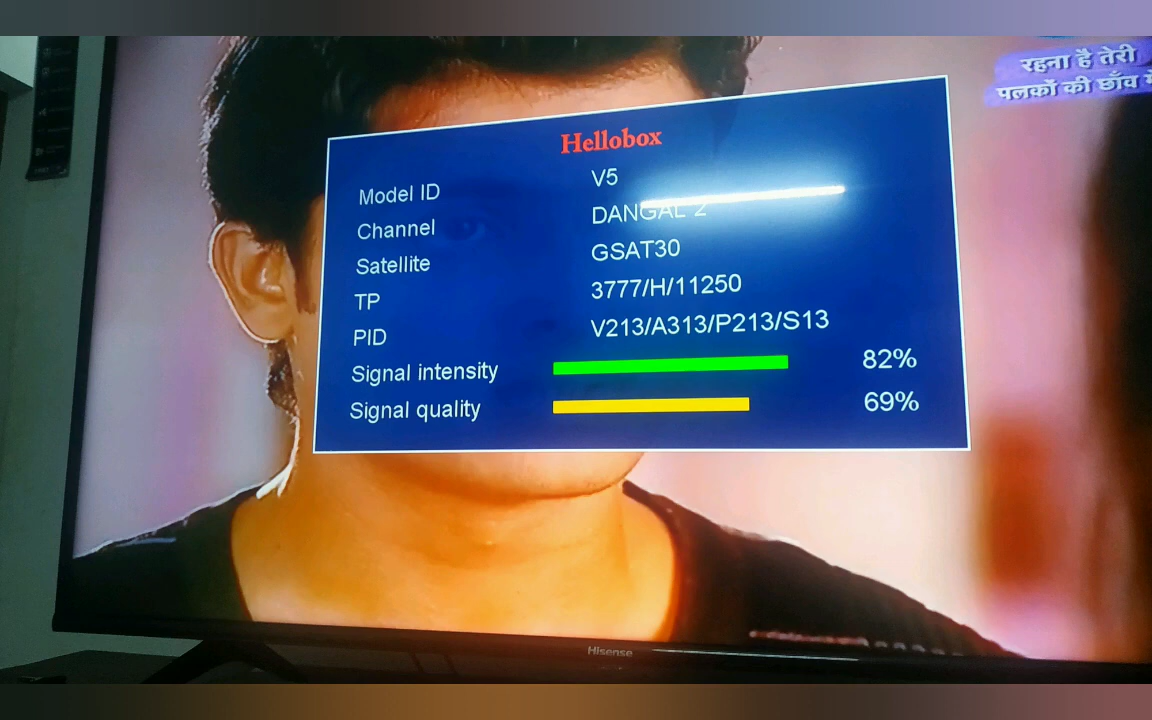 रहना है तेरी
पलकों की छाँव में
Hellobox
Model ID V5
Channel DANGAL 2
Satellite GSAT30
TP 3777/H/11250
PID V213/A313/P213/S13
Signal intensity 82%
Signal quality 69%
Hisense